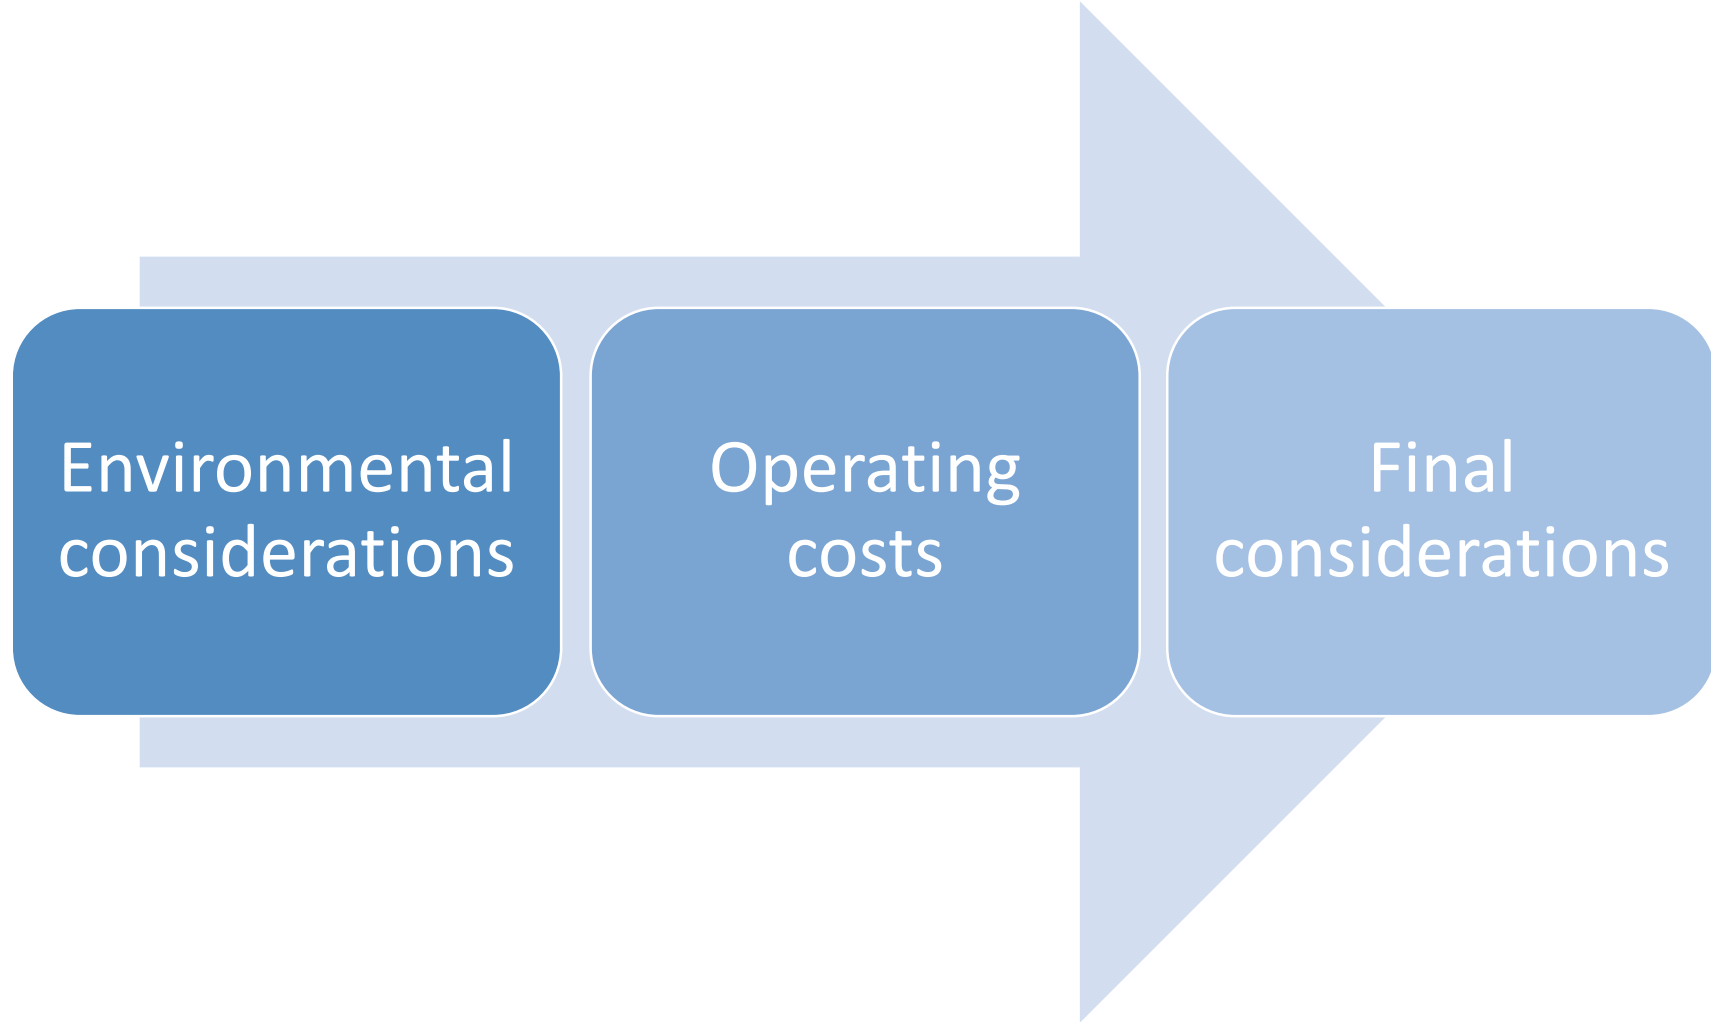 Environmental
considerations
Operating
costs
Final
considerations